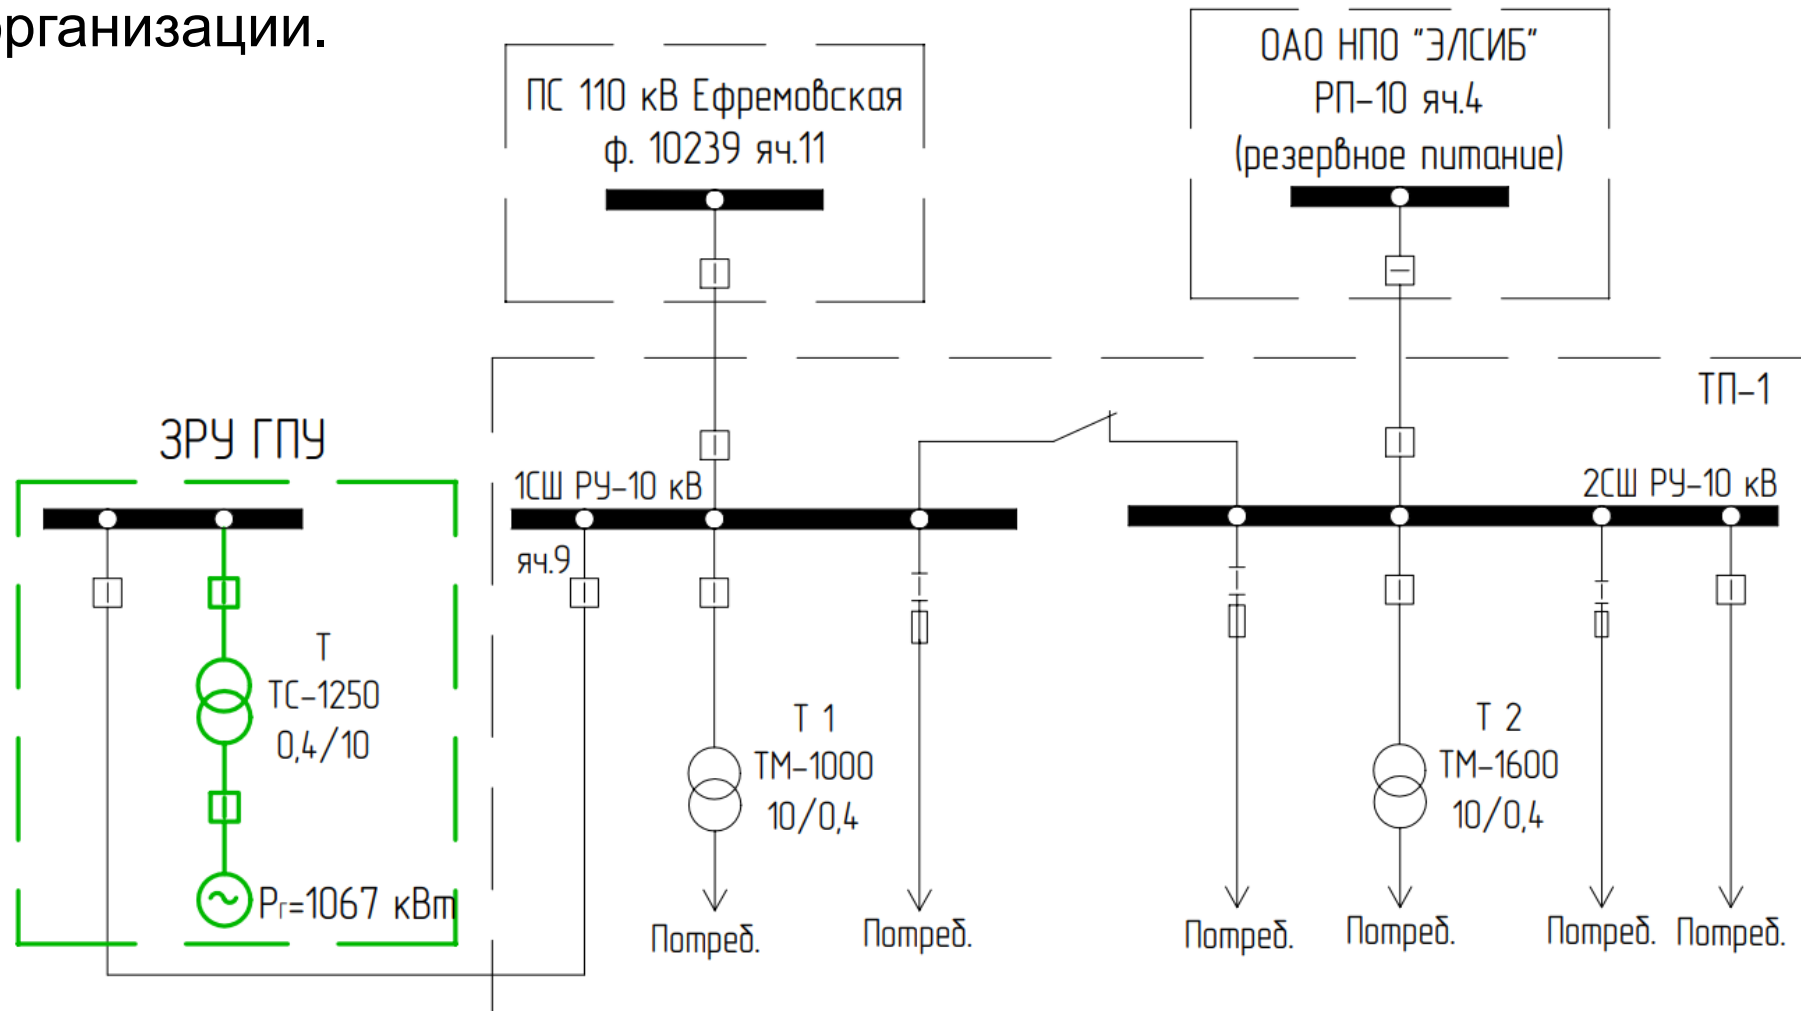 организации.
ПС 110 кВ Ефремовская
ф. 10239 яч.11
ОАО НПО "ЭЛСИБ"
РП-10 яч.4
(резервное питание)
ТП-1
ЗРУ ГПУ
1СШ РУ-10 кВ
2СШ РУ-10 кВ
яч.9
Т
ТС-1250
0,4/10
Т 1
ТМ-1000
10/0,4
Т 2
ТМ-1600
10/0,4
Рг=1067 кВт
Потреб.
Потреб.
Потреб.
Потреб.
Потреб.
Потреб.